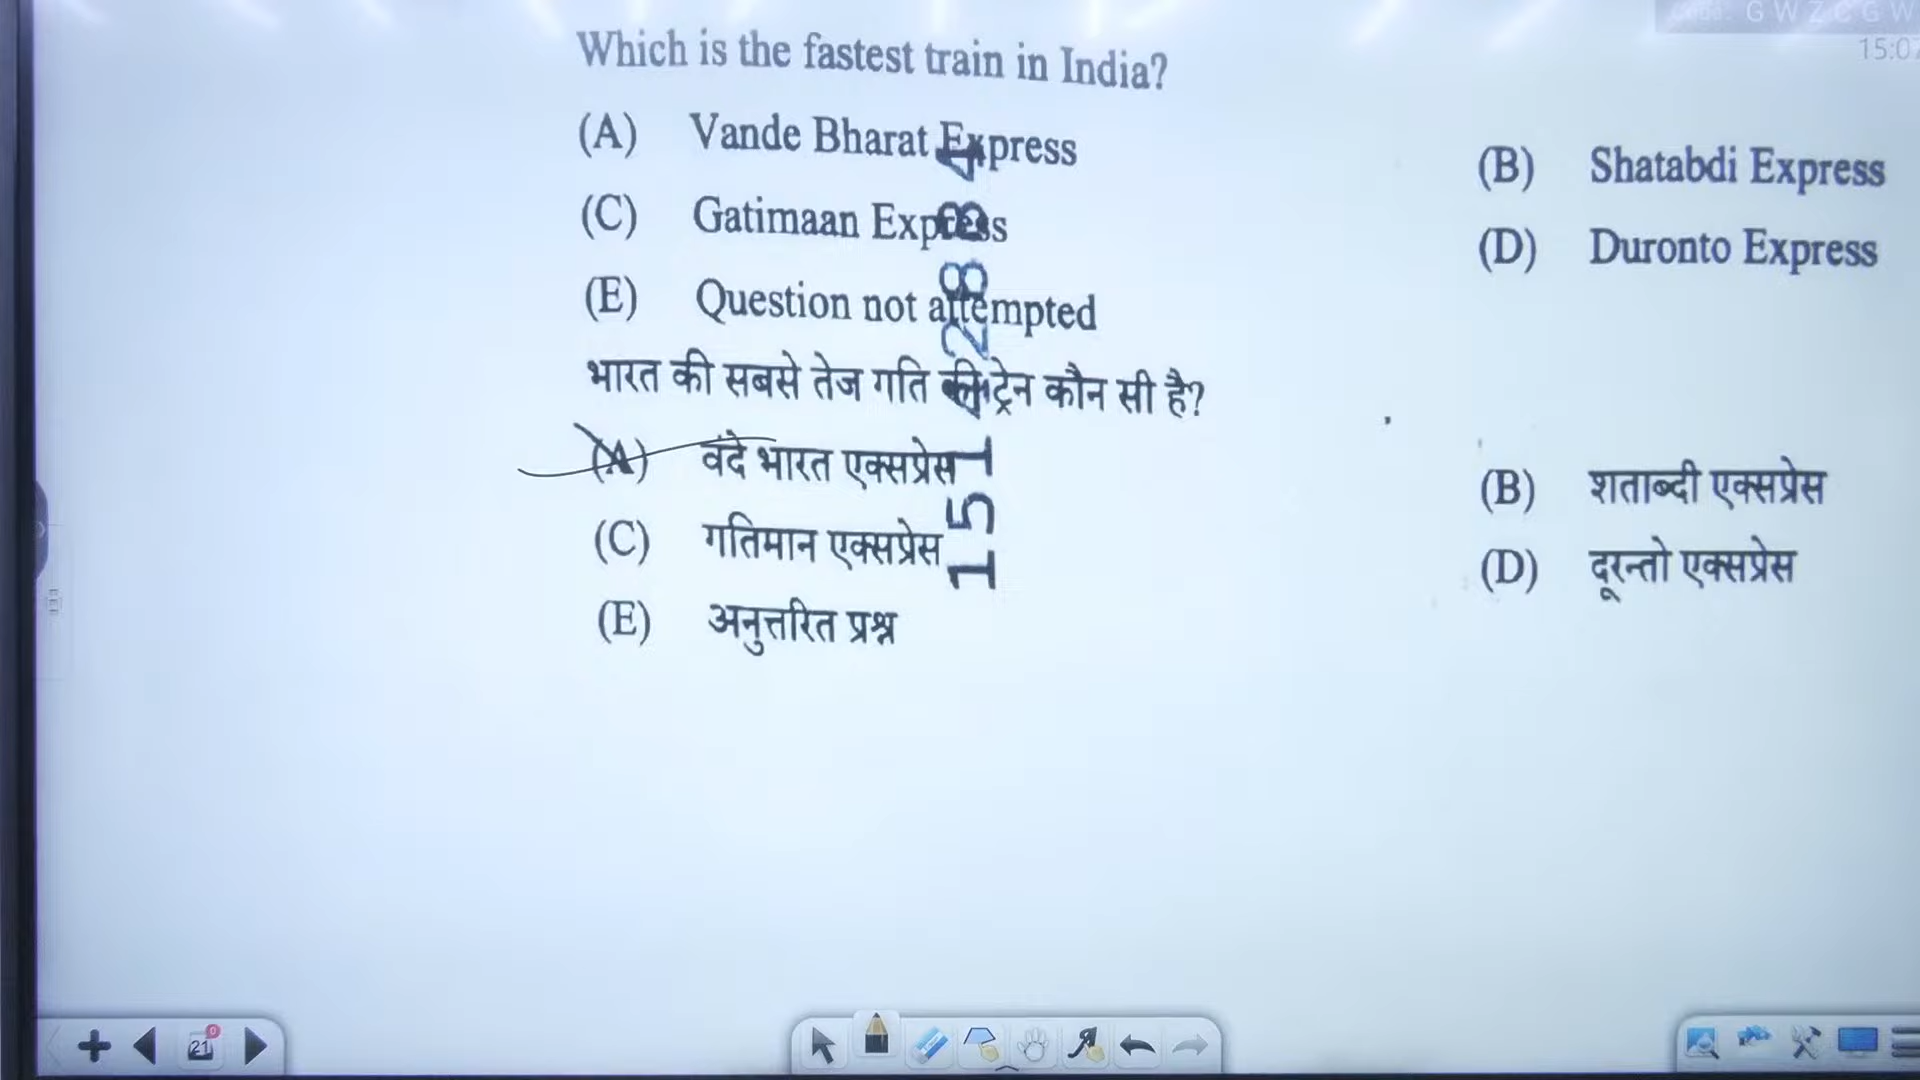 G W Z C G W
15:07
Which is the fastest train in India?
(A) Vande Bharat Express
(B) Shatabdi Express
(C) Gatimaan Express
(D) Duronto Express
(E) Question not attempted
भारत की सबसे तेज गति की ट्रेन कौन सी है?
(A) वंदे भारत एक्सप्रेस
(B) शताब्दी एक्सप्रेस
(C) गतिमान एक्सप्रेस
(D) दूरन्तो एक्सप्रेस
(E) अनुत्तरित प्रश्न
21
0